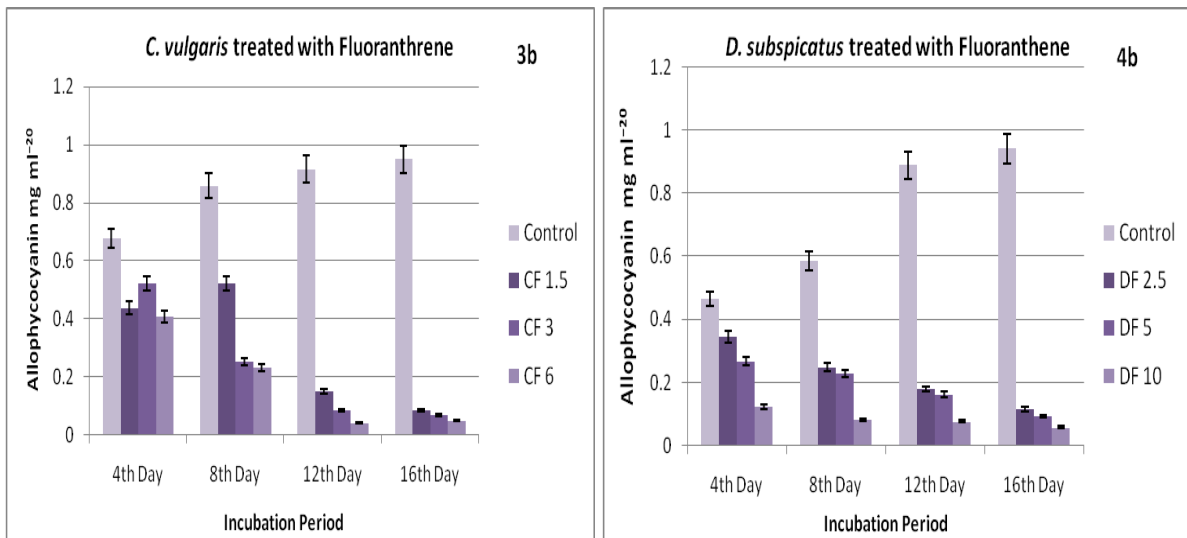 C. vulgaris treated with Fluoranthrene
3b
Allophycocyanin mg ml⁻²⁰
1.2
1
0.8
0.6
0.4
0.2
0
4th Day
8th Day
12th Day
16th Day
Incubation Period
Control
CF 1.5
CF 3
CF 6
D. subspicatus treated with Fluoranthene
4b
Allophycocyanin mg ml⁻²⁰
1.2
1
0.8
0.6
0.4
0.2
0
4th Day
8th Day
12th Day
16th Day
Incubation Period
Control
DF 2.5
DF 5
DF 10